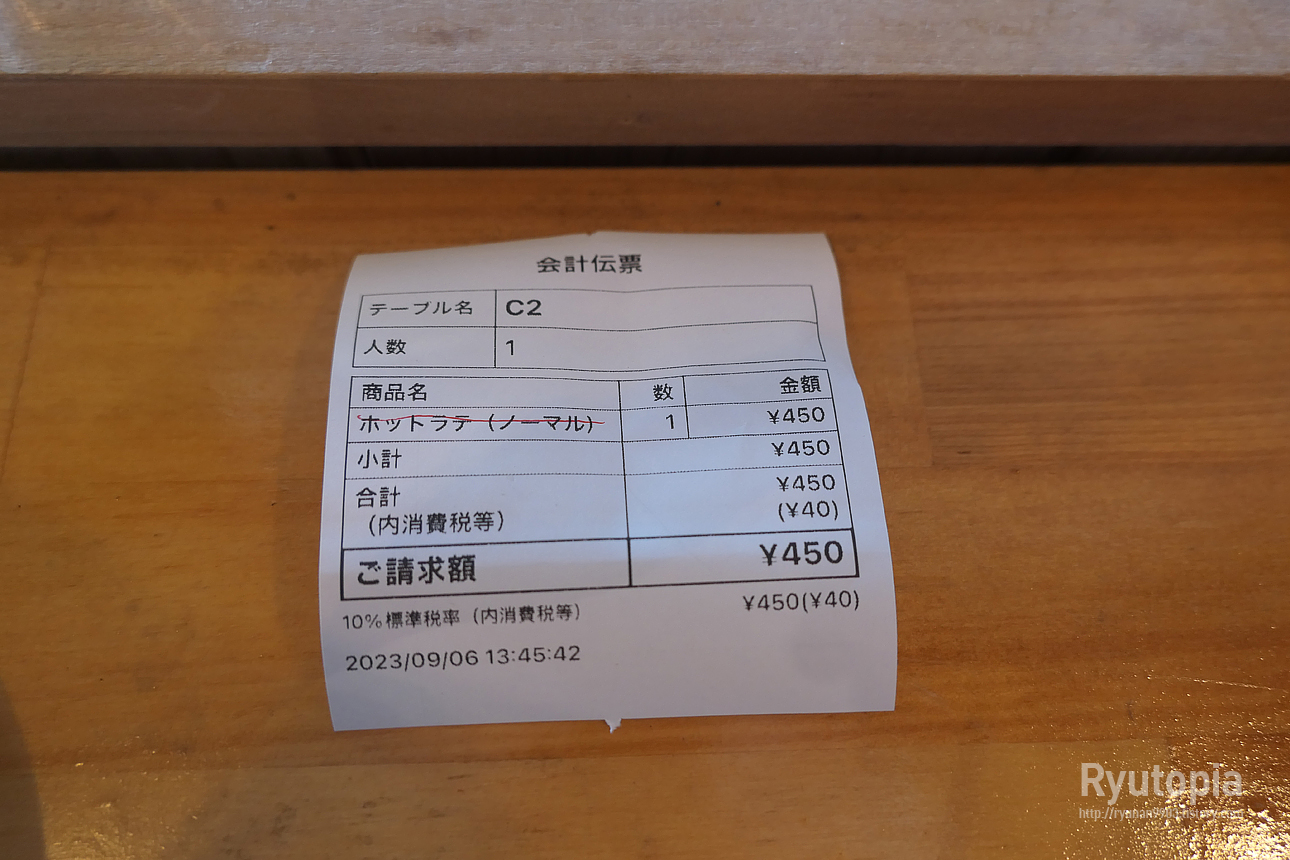 会計伝票
テーブル名 C2
人数 1
商品名 数 金額
ホットラテ（ノーマル） 1 ¥450
小計 ¥450
合計 ¥450
（内消費税等） (¥40)
ご請求額 ¥450
10%標準税率（内消費税等） ¥450(¥40)
2023/09/06 13:45:42
Ryutopia